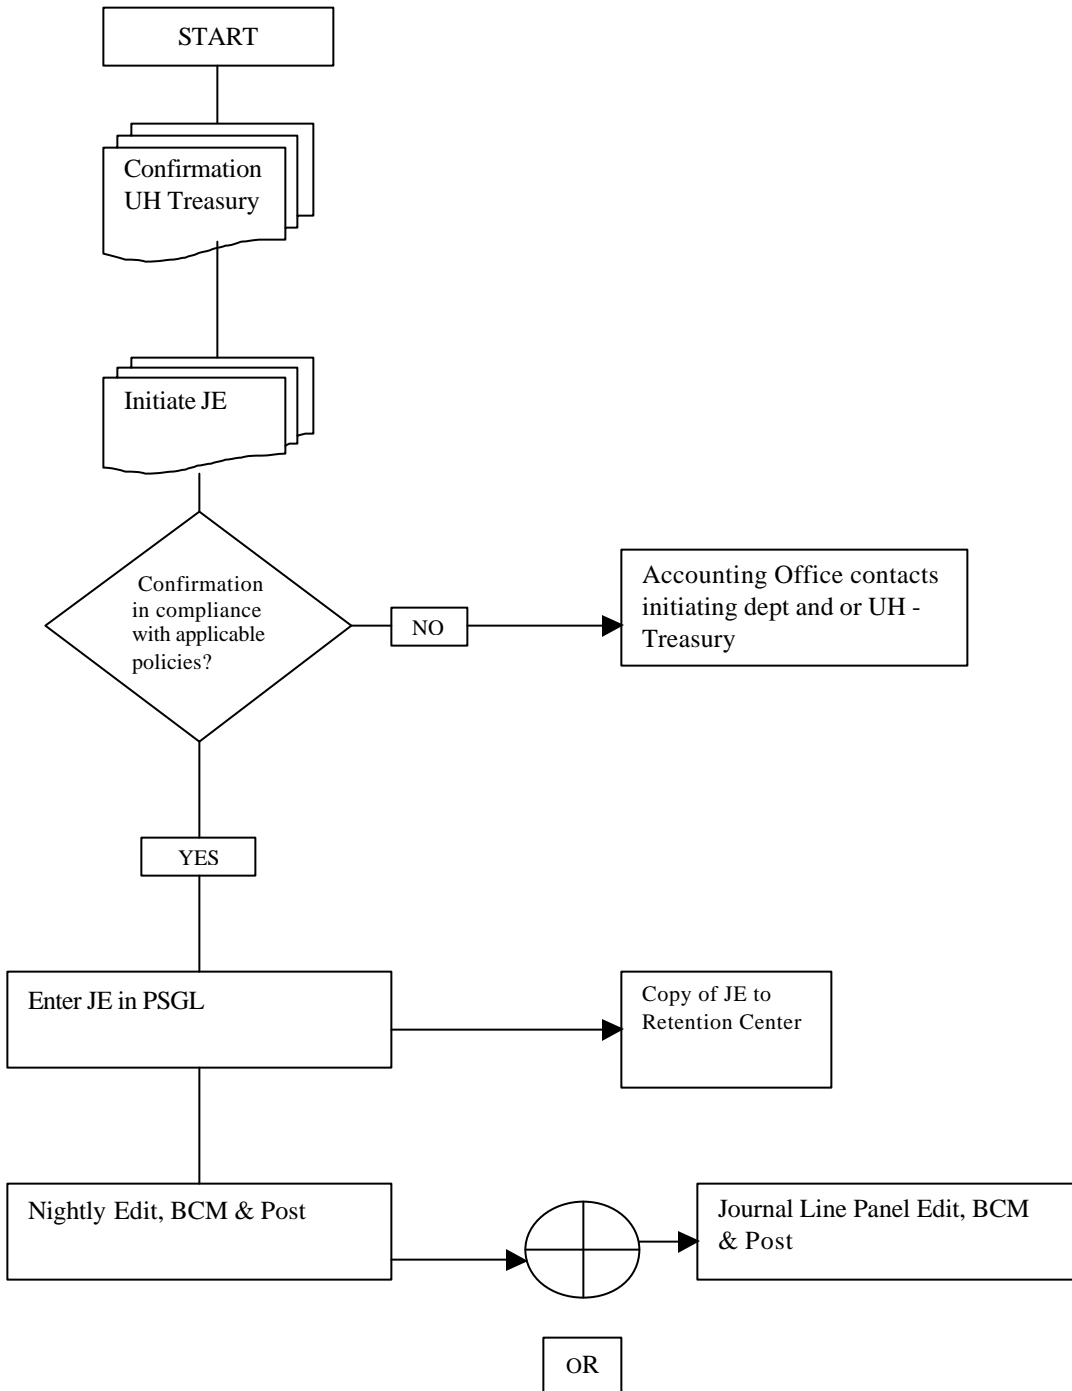 START
Confirmation
UH Treasury
Initiate JE
Confirmation
in compliance
with applicable
policies?
NO
Accounting Office contacts
initiating dept and or UH -
Treasury
YES
Enter JE in PSGL
Copy of JE to
Retention Center
Nightly Edit, BCM & Post
Journal Line Panel Edit, BCM
& Post
OR